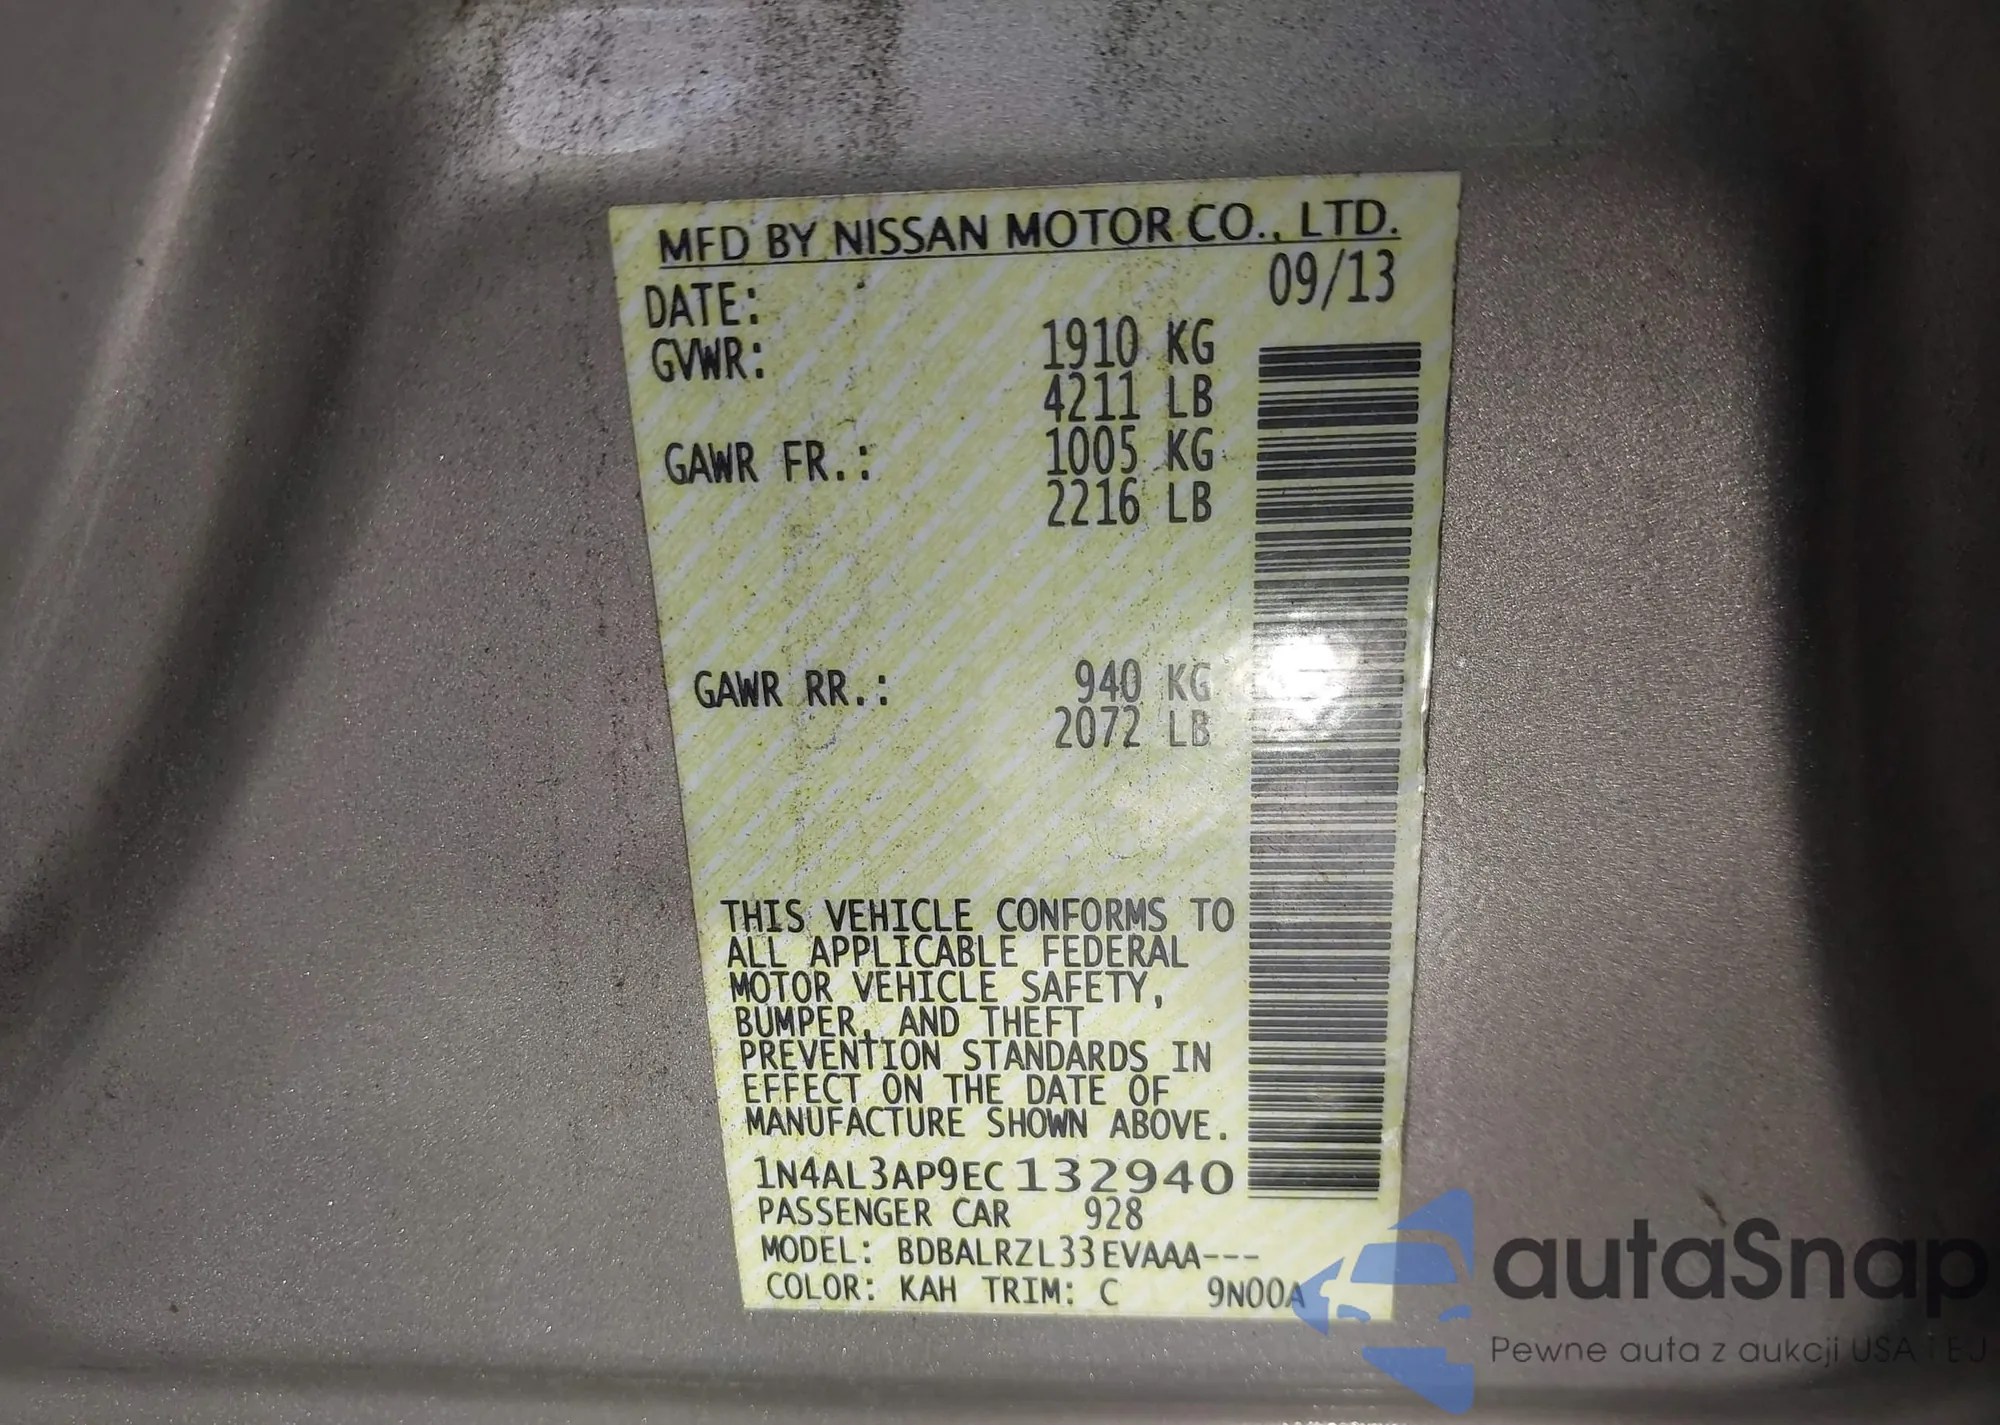 MFD BY NISSAN MOTOR CO., LTD.
DATE: 09/13
GVWR: 1910 KG
4211 LB
GAWR FR.: 1005 KG
2216 LB
GAWR RR.: 940 KG
2072 LB
THIS VEHICLE CONFORMS TO
ALL APPLICABLE FEDERAL
MOTOR VEHICLE SAFETY,
BUMPER, AND THEFT
PREVENTION STANDARDS IN
EFFECT ON THE DATE OF
MANUFACTURE SHOWN ABOVE.
1N4AL3AP9EC132940
PASSENGER CAR 928
MODEL: BDBALRZL33EVAAA---
COLOR: KAH TRIM: C 9N00A
autaSnap
Pewne auta z aukcji USA i EU